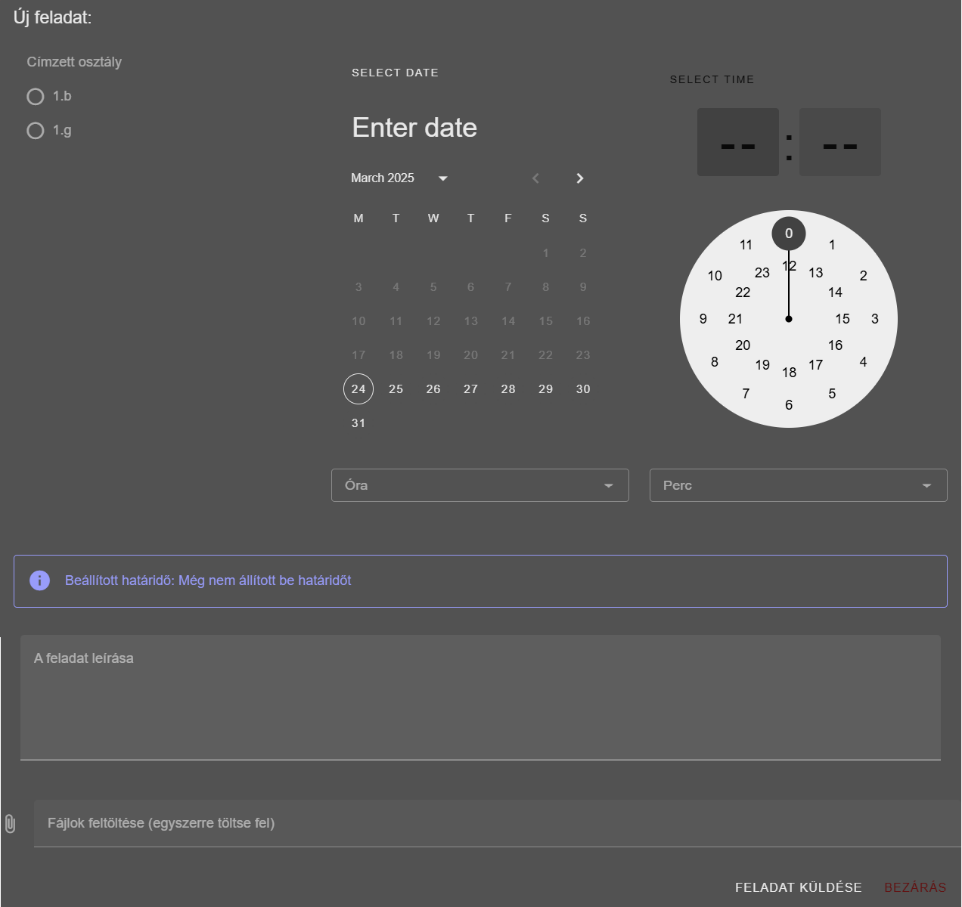 Új feladat:
Címzett osztály
1.b
1.g
SELECT DATE
Enter date
March 2025
M T W T F S S
1 2
3 4 5 6 7 8 9
10 11 12 13 14 15 16
17 18 19 20 21 22 23
24 25 26 27 28 29 30
31
SELECT TIME
-- : --
0
11 1
12
23 13
10 2
22 14
9 21 15 3
20 16
8 19 17 4
18
7 5
6
Óra
Perc
Beállított határidő: Még nem állított be határidőt
A feladat leírása
Fájlok feltöltése (egyszerre töltse fel)
FELADAT KÜLDÉSE BEZÁRÁS